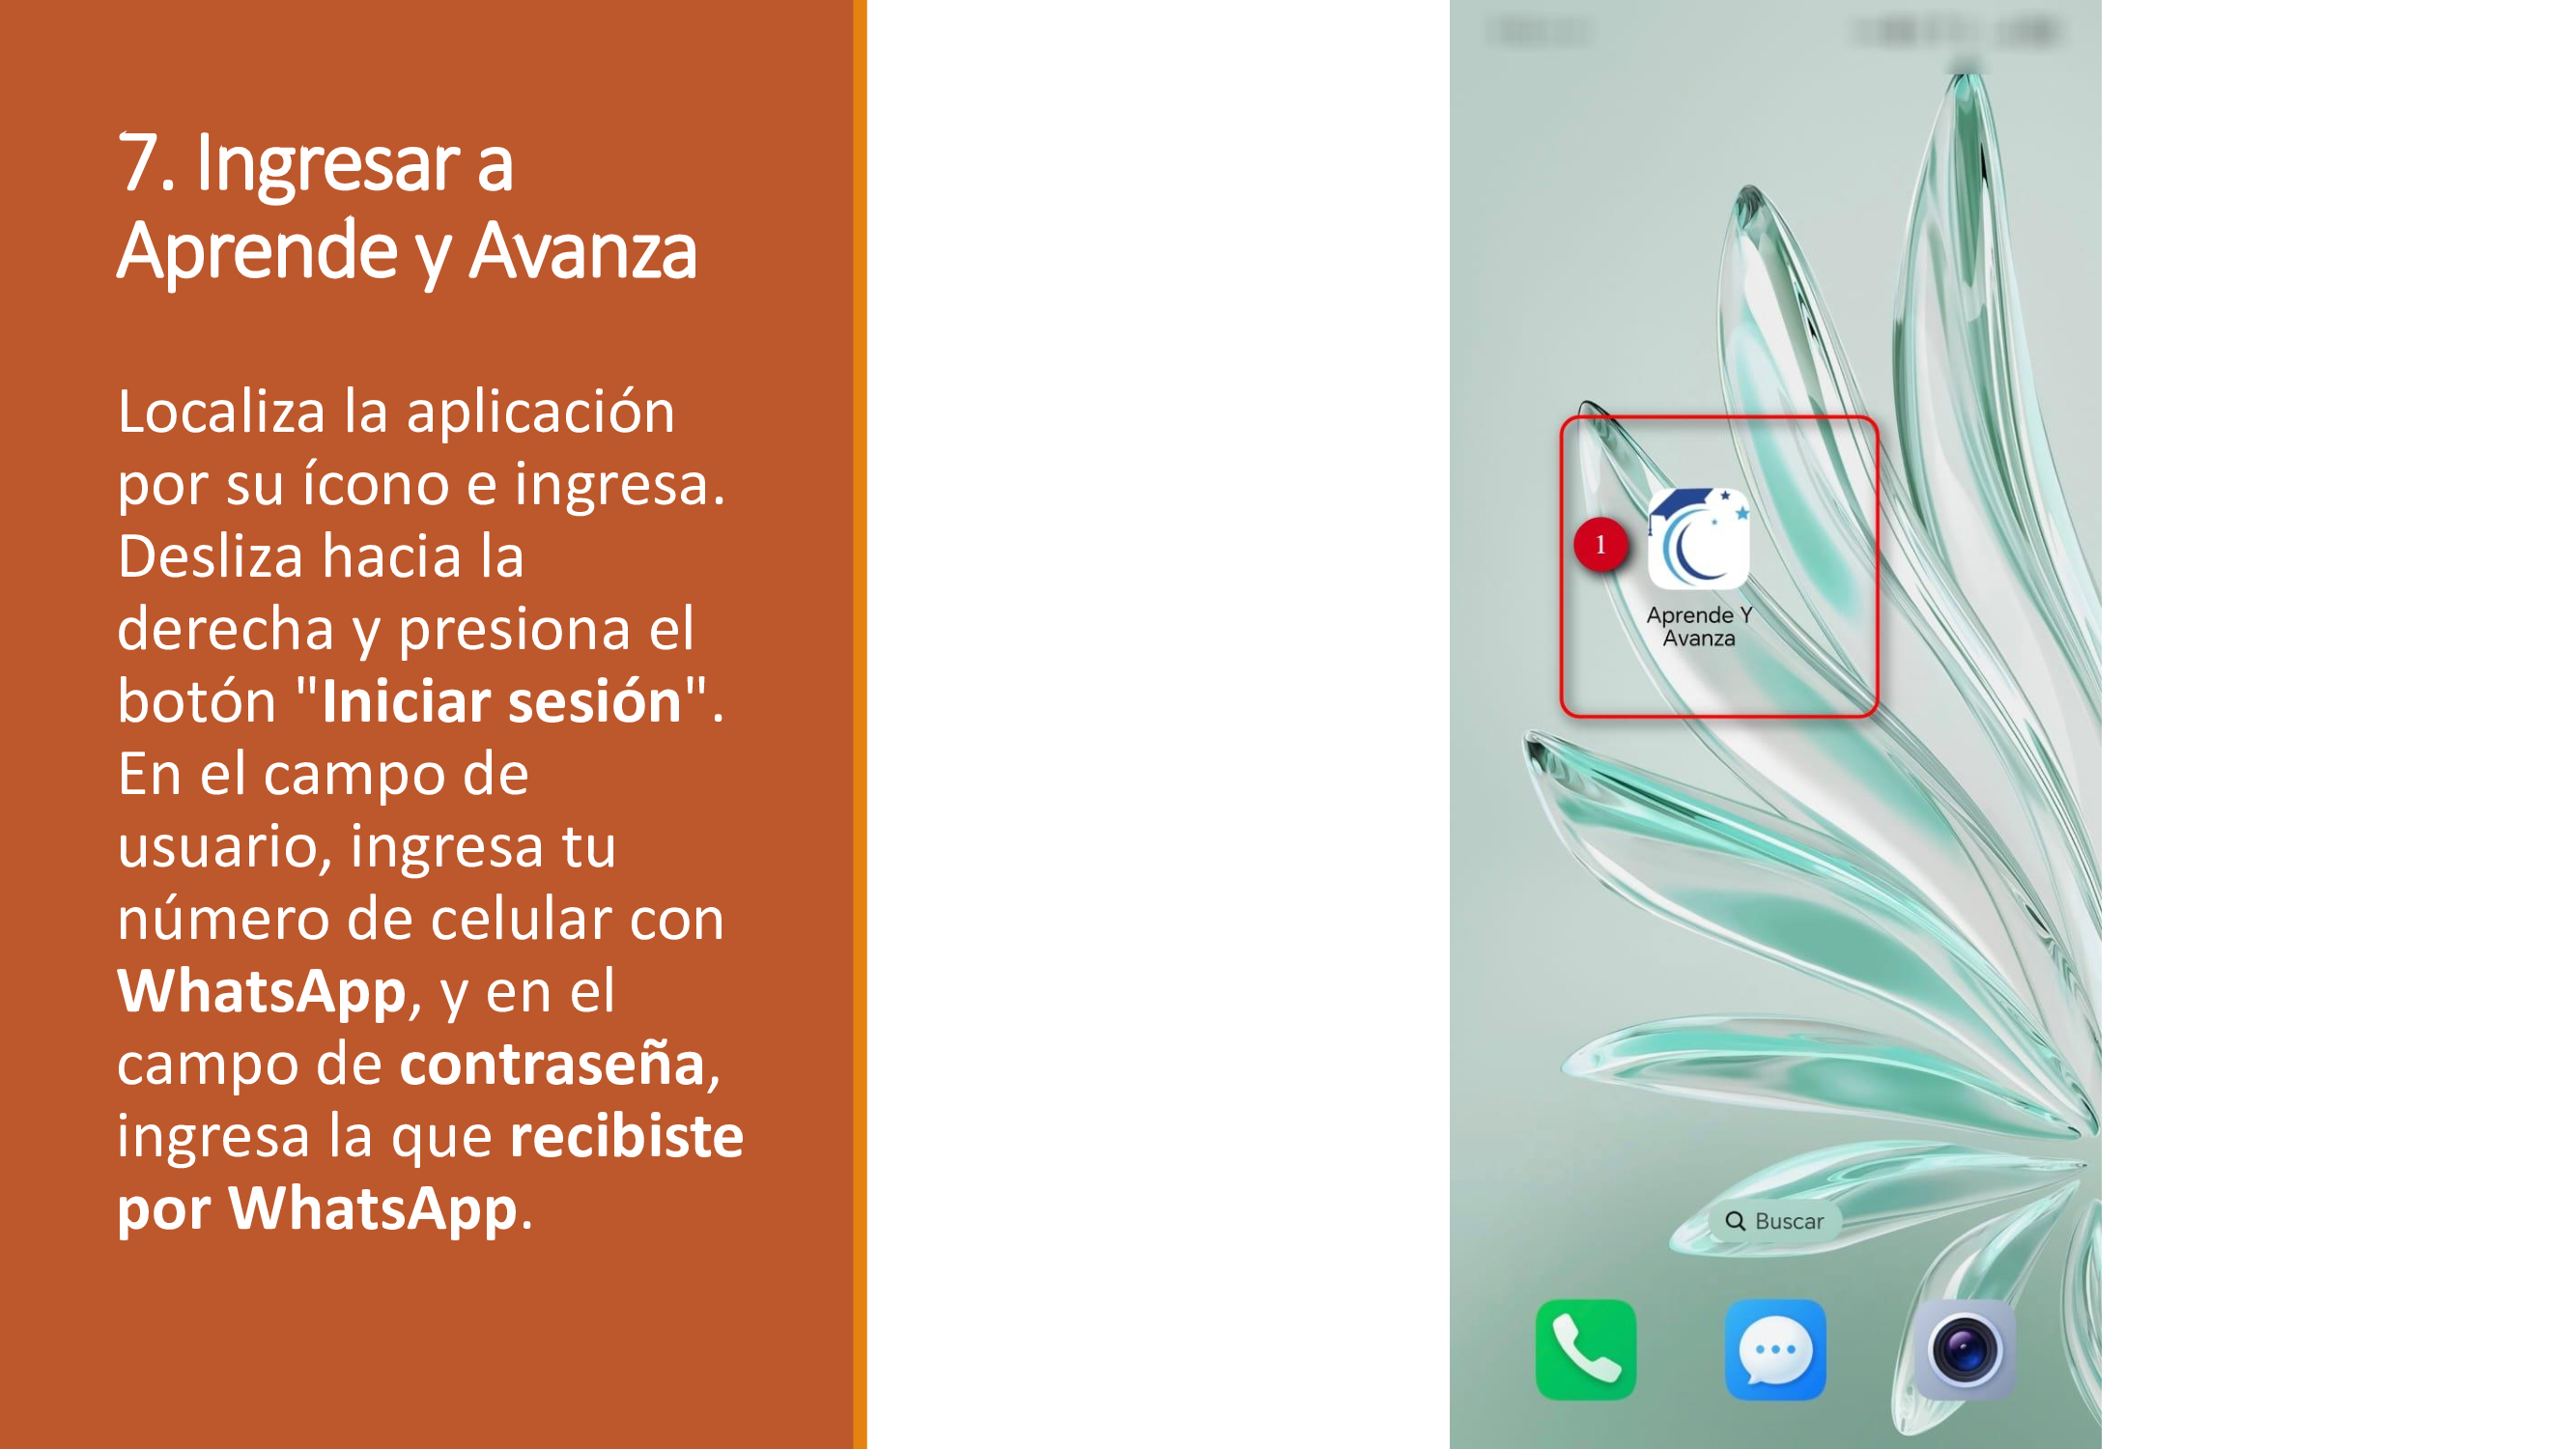 7. Ingresar a
Aprende y Avanza
Localiza la aplicación
por su ícono e ingresa.
Desliza hacia la
derecha y presiona el
botón "Iniciar sesión".
En el campo de
usuario, ingresa tu
número de celular con
WhatsApp, y en el
campo de contraseña,
ingresa la que recibiste
por WhatsApp.
1
Aprende Y
Avanza
Buscar